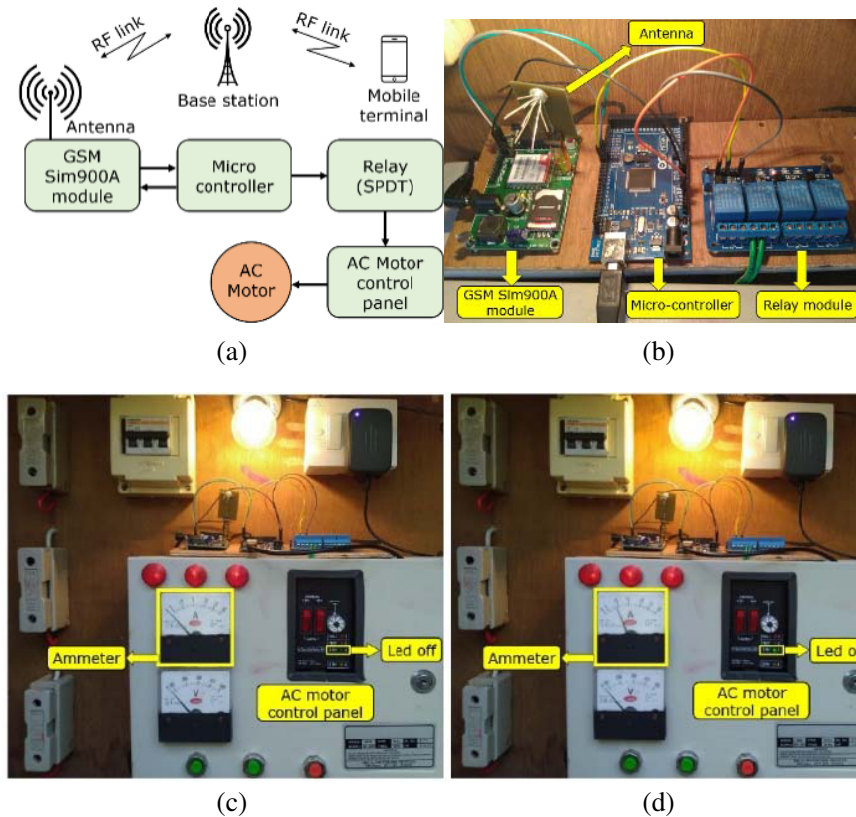 RF link
RF link
Base station
Mobile
terminal
Antenna
GSM
Sim900A
module
Micro
controller
Relay
(SPDT)
AC
Motor
AC Motor
control
panel
(a)
Antenna
GSM Sim900A
module
Micro-controller
Relay module
(b)
A
Ammeter
Led off
V
AC motor
control panel
(c)
A
Ammeter
Led o
V
AC motor
control panel
(d)